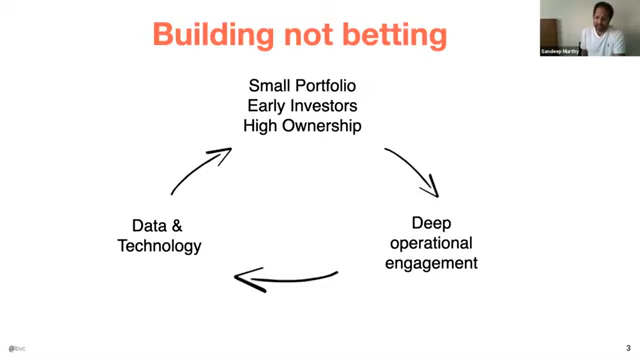 Building not betting
Sandeep Murthy
Small Portfolio
Early Investors
High Ownership
Data &
Technology
Deep
operational
engagement
@lbvc
3